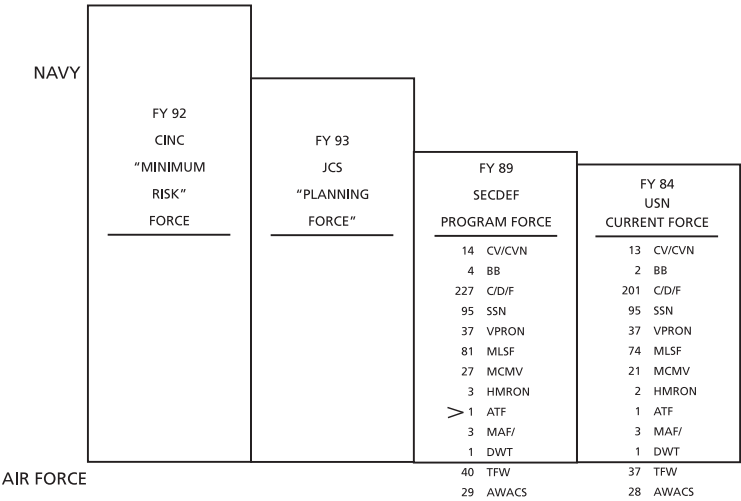 NAVY
FY 92
CINC
“MINIMUM
RISK”
FORCE
FY 93
JCS
“PLANNING
FORCE”
FY 89
SECDEF
PROGRAM FORCE
14 CV/CVN
4 BB
227 C/D/F
95 SSN
37 VPRON
81 MLSF
27 MCMV
3 HMRON
> 1 ATF
3 MAF/
1 DWT
40 TFW
29 AWACS
FY 84
USN
CURRENT FORCE
13 CV/CVN
2 BB
201 C/D/F
95 SSN
37 VPRON
74 MLSF
21 MCMV
2 HMRON
1 ATF
3 MAF/
1 DWT
37 TFW
28 AWACS
AIR FORCE